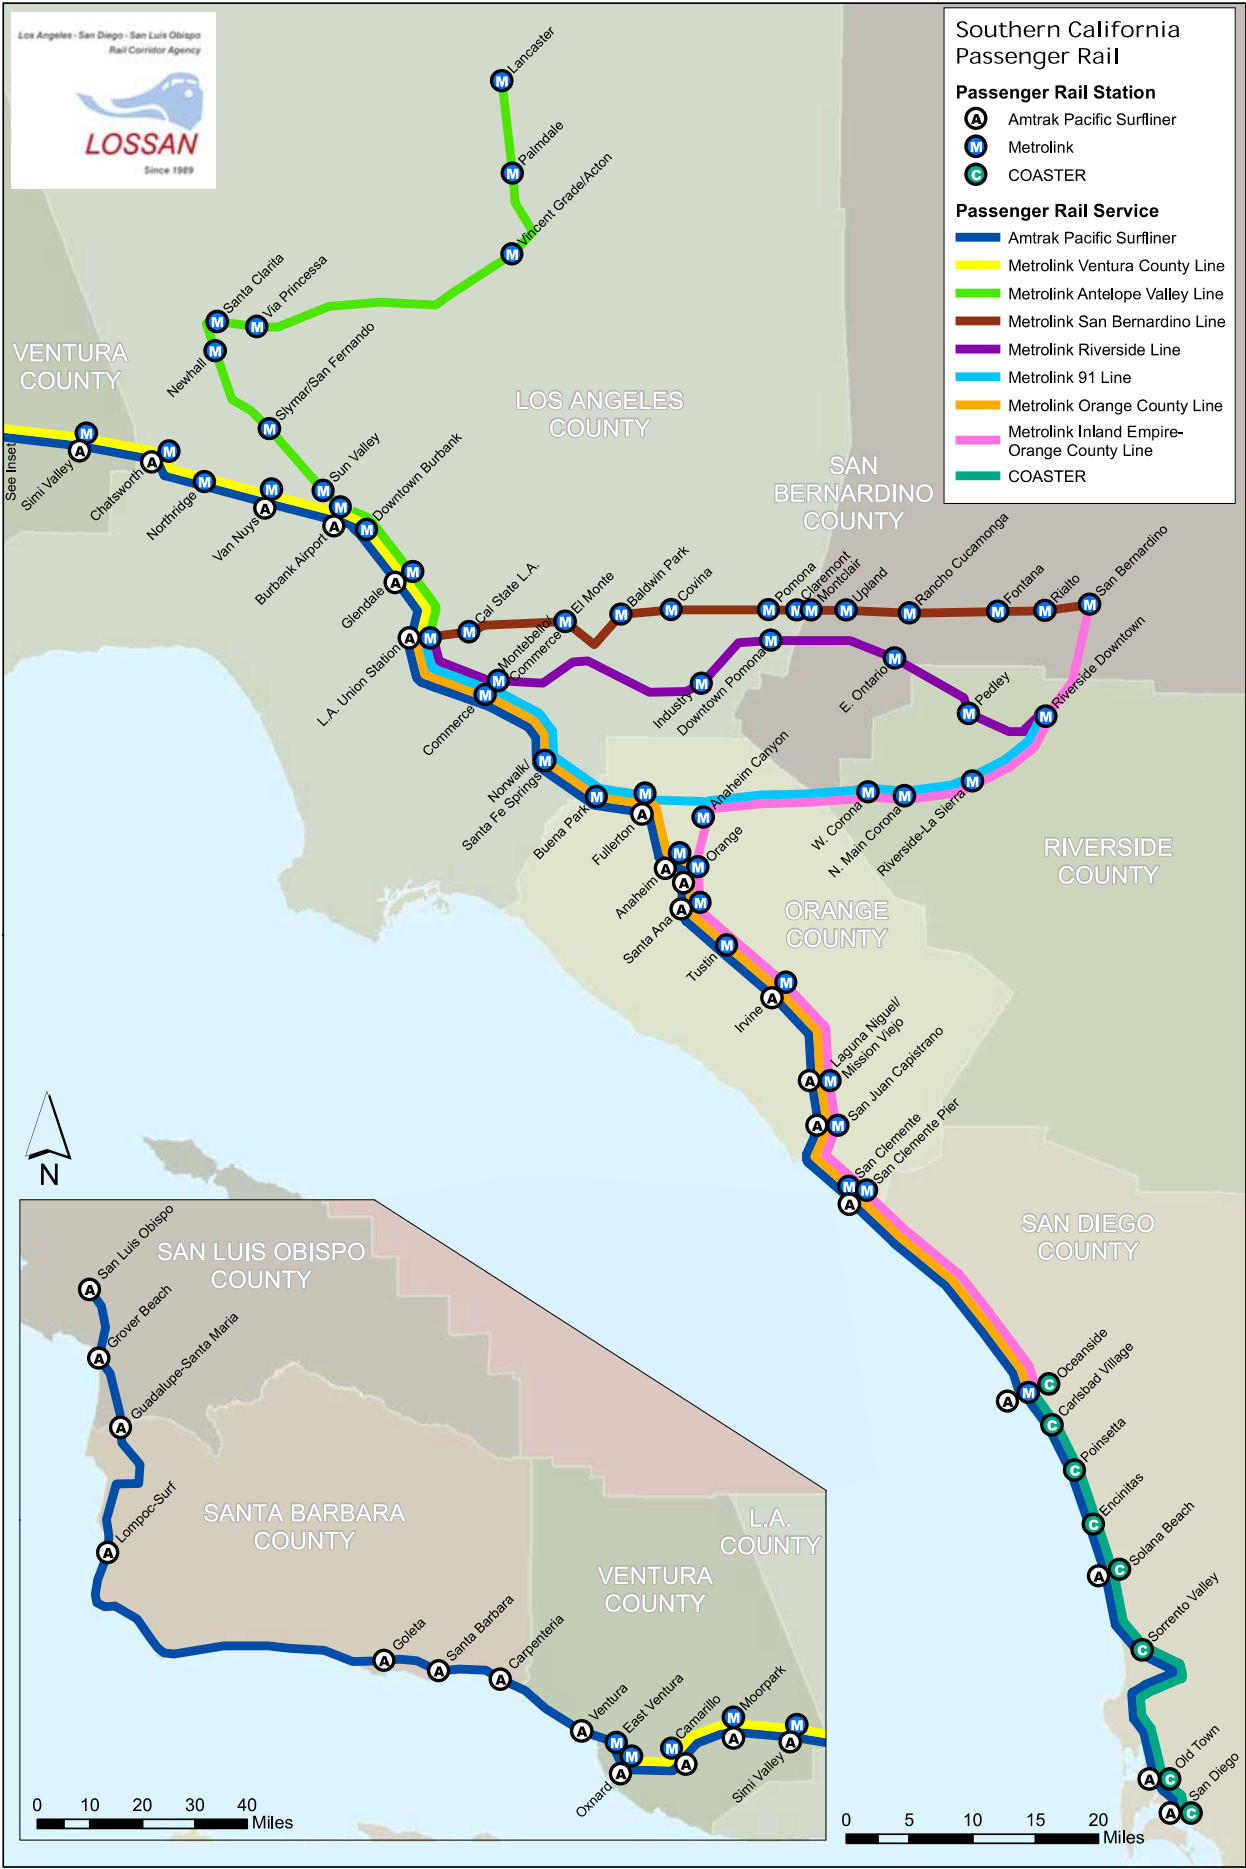 Los Angeles - San Diego - San Luis Obispo
Rail Corridor Agency
LOSSAN
Since 1989
Southern California
Passenger Rail
Passenger Rail Station
A Amtrak Pacific Surfliner
M Metrolink
C COASTER
Passenger Rail Service
Amtrak Pacific Surfliner
Metrolink Ventura County Line
Metrolink Antelope Valley Line
Metrolink San Bernardino Line
Metrolink Riverside Line
Metrolink 91 Line
Metrolink Orange County Line
Metrolink Inland Empire-
Orange County Line
COASTER
Lancaster
Palmdale
Vincent Grade/Acton
Santa Clarita
Via Princessa
Newhall
Slymar/San Fernando
Sun Valley
Downtown Burbank
VENTURA
COUNTY
LOS ANGELES
COUNTY
SAN
BERNARDINO
COUNTY
See Inset
Simi Valley
Chatsworth
Northridge
Van Nuys
Burbank Airport
Glendale
L.A. Union Station
Cal State L.A.
El Monte
Baldwin Park
Covina
Pomona
Claremont
Montclair
Upland
Rancho Cucamonga
Fontana
Rialto
San Bernardino
Montebello/
Commerce
Industry
Downtown Pomona
E. Ontario
Pedley
Riverside Downtown
Commerce
Norwalk/
Santa Fe Springs
Buena Park
Fullerton
Anaheim Canyon
W. Corona
N. Main Corona
Riverside-La Sierra
Anaheim
Orange
Santa Ana
Tustin
Irvine
RIVERSIDE
COUNTY
ORANGE
COUNTY
Laguna Niguel/
Mission Viejo
San Juan Capistrano
San Clemente
San Clemente Pier
SAN DIEGO
COUNTY
Oceanside
Carlsbad Village
Poinsetta
Encinitas
Solana Beach
Sorrento Valley
Old Town
San Diego
N
San Luis Obispo
SAN LUIS OBISPO
COUNTY
Grover Beach
Guadalupe-Santa Maria
Lompoc-Surf
SANTA BARBARA
COUNTY
L.A.
COUNTY
VENTURA
COUNTY
Goleta
Santa Barbara
Carpenteria
Ventura
East Ventura
Oxnard
Camarillo
Moorpark
Simi Valley
0 10 20 30 40
Miles
0 5 10 15 20
Miles